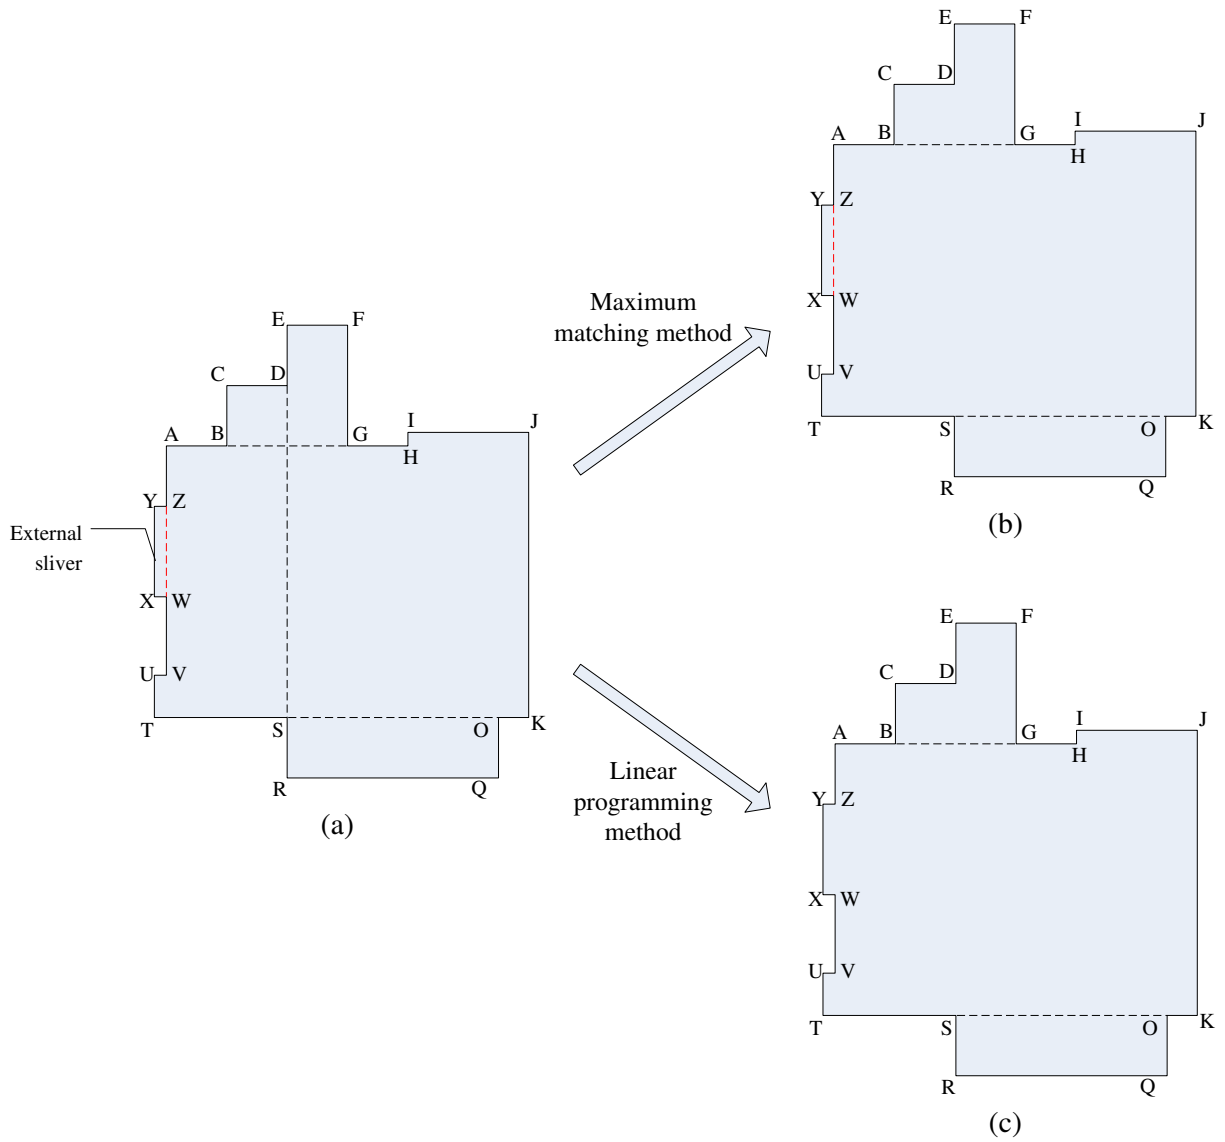 E F
C D
A B G I J
H
Y Z
External
sliver
X W
U V
T S O K
R Q
(a)
Maximum
matching method
Linear
programming
method
E F
C D
A B G I J
H
Y Z
X W
U V
T S O K
R Q
(b)
E F
C D
A B G I J
H
Y Z
X W
U V
T S O K
R Q
(c)